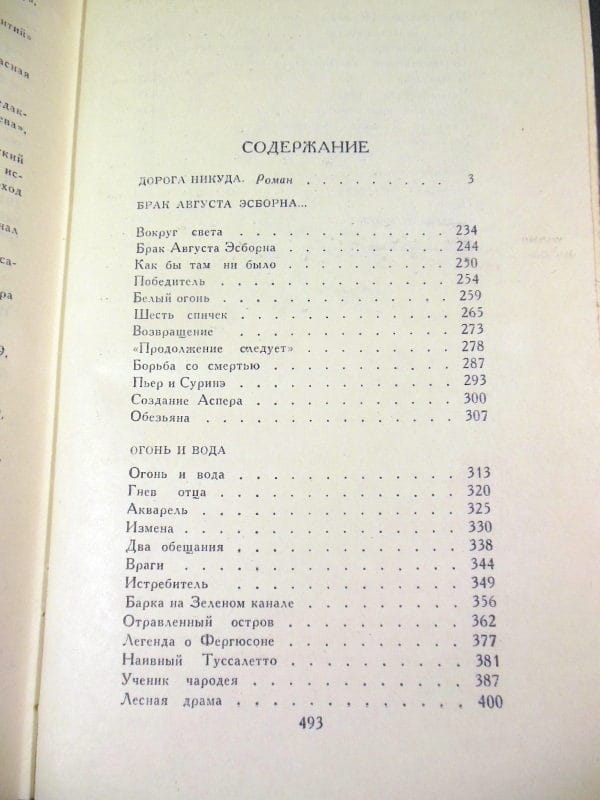 итий»
СОДЕРЖАНИЕ
ДОРОГА НИКУДА. Роман . . . . . . . . . 3
БРАК АВГУСТА ЭСБОРНА...
Вокруг света . . . . . . . . . . . . 234
Брак Августа Эсборна . . . . . . . . . 244
Как бы там ни было . . . . . . . . . 250
Победитель . . . . . . . . . . . . . 254
Белый огонь . . . . . . . . . . . . 259
Шесть спичек . . . . . . . . . . . . 265
Возвращение . . . . . . . . . . . . 273
«Продолжение следует» . . . . . . . . 278
Борьба со смертью . . . . . . . . . . 287
Пьер и Суринэ . . . . . . . . . . . 293
Создание Аспера . . . . . . . . . . . 300
Обезьяна . . . . . . . . . . . . . 307
ОГОНЬ И ВОДА
Огонь и вода . . . . . . . . . . . . 313
Гнев отца . . . . . . . . . . . . . 320
Акварель . . . . . . . . . . . . . 325
Измена . . . . . . . . . . . . . . 330
Два обещания . . . . . . . . . . . . 338
Враги . . . . . . . . . . . . . . 344
Истребитель . . . . . . . . . . . . 349
Барка на Зеленом канале . . . . . . . . 356
Отравленный остров . . . . . . . . . . 362
Легенда о Фергюсоне . . . . . . . . . 377
Наивный Туссалетто . . . . . . . . . . 381
Ученик чародея . . . . . . . . . . . 387
Лесная драма . . . . . . . . . . . . 400
493